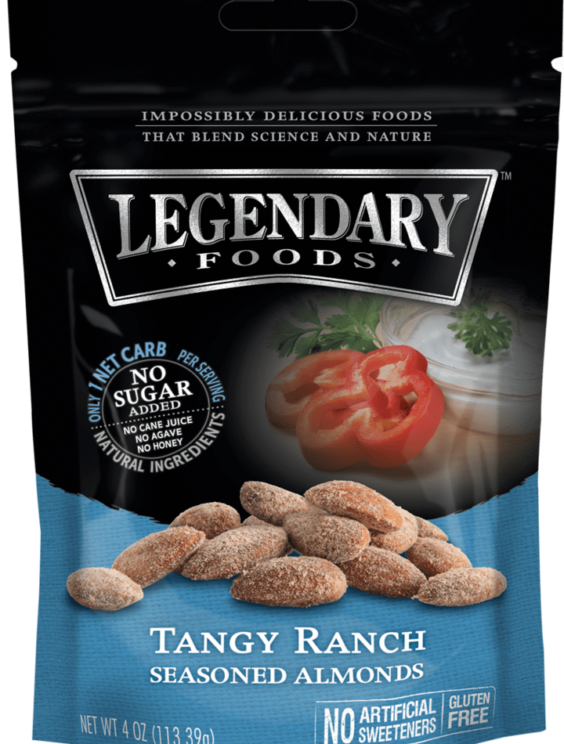 IMPOSSIBLY DELICIOUS FOODS
THAT BLEND SCIENCE AND NATURE
LEGENDARY
TM
• FOODS •
ONLY 1 NET CARB PER SERVING
NO
SUGAR
ADDED
NO CANE JUICE
NO AGAVE
NO HONEY
NATURAL INGREDIENTS
TANGY RANCH
SEASONED ALMONDS
NET WT 4 OZ (113.39g)
NO ARTIFICIAL
SWEETENERS
GLUTEN
FREE